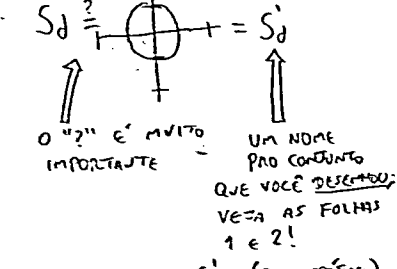 S_d ?= = S'_d
O "?" É MUITO
IMPORTANTE
UM NOME
PRO CONJUNTO
QUE VOCÊ DESENHOU;
VEJA AS FOLHAS
1 E 2!